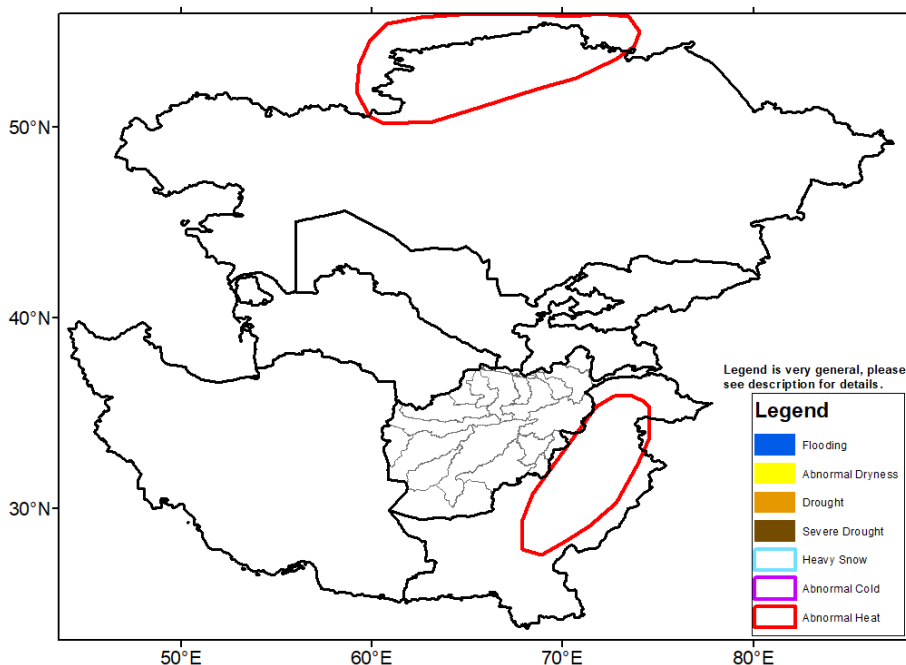 50°N
40°N
30°N
50°E
60°E
70°E
80°E
Legend is very general, please
see description for details.
Legend
Flooding
Abnormal Dryness
Drought
Severe Drought
Heavy Snow
Abnormal Cold
Abnormal Heat